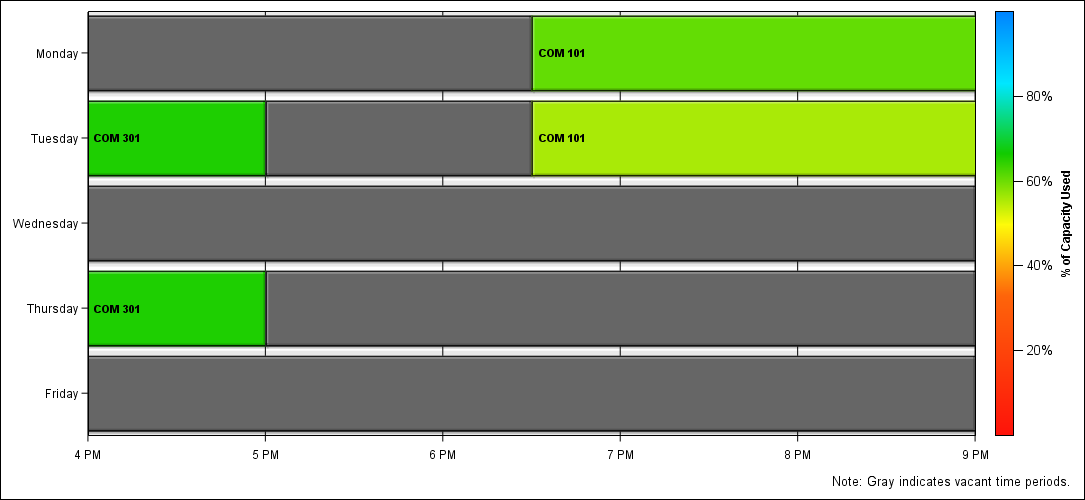 Monday
COM 101
Tuesday
COM 301
COM 101
Wednesday
Thursday
COM 301
Friday
4 PM
5 PM
6 PM
7 PM
8 PM
9 PM
80%
60%
40%
20%
% of Capacity Used
Note: Gray indicates vacant time periods.